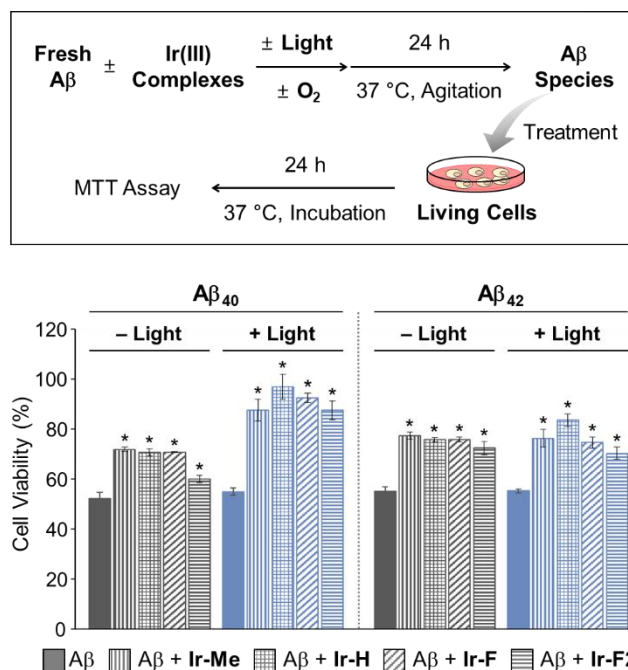 Fresh Aβ ± Ir(III) Complexes
± Light
± O₂
24 h
37 °C, Agitation
Aβ Species
Treatment
Living Cells
24 h
37 °C, Incubation
MTT Assay
Aβ₄₀
Aβ₄₂
– Light
+ Light
– Light
+ Light
Cell Viability (%)
120
100
80
60
40
20
0
* * * *
* * * *
* * * *
* * * *
Aβ
Aβ + Ir-Me
Aβ + Ir-H
Aβ + Ir-F